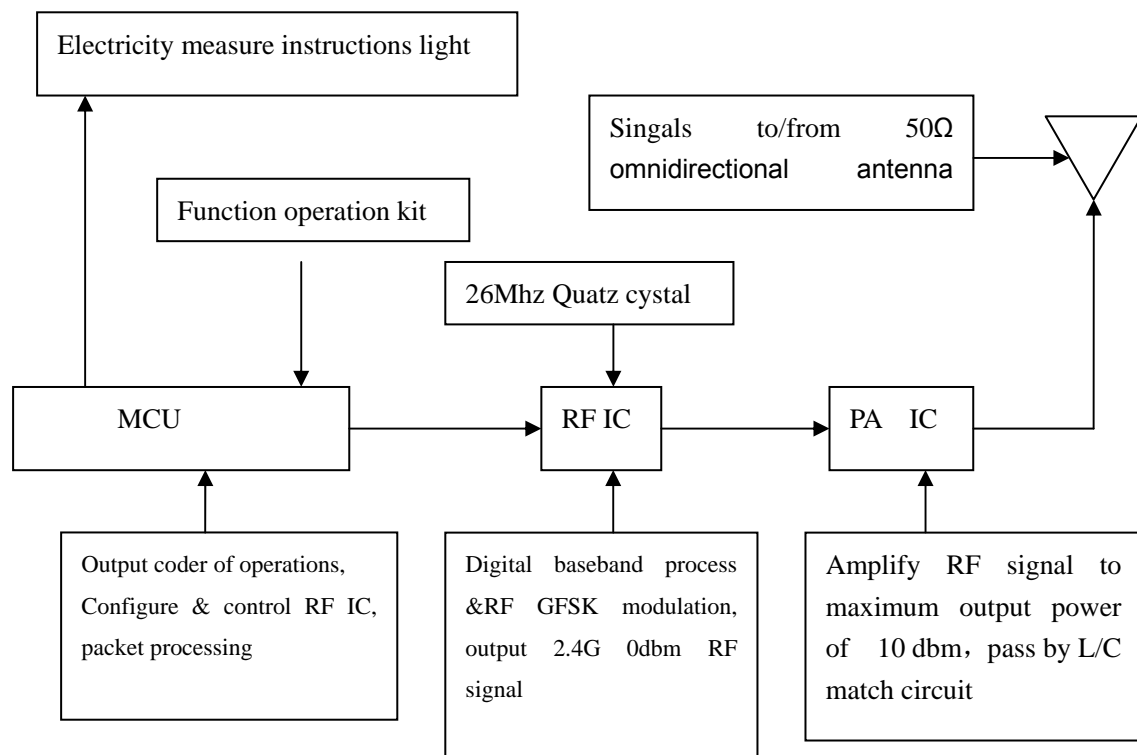 Electricity measure instructions light
Singals to/from 50Ω
omnidirectional antenna
Function operation kit
26Mhz Quatz cystal
MCU
RF IC
PA IC
Output coder of operations,
Configure & control RF IC,
packet processing
Digital baseband process
&RF GFSK modulation,
output 2.4G 0dbm RF
signal
Amplify RF signal to
maximum output power
of 10 dbm，pass by L/C
match circuit